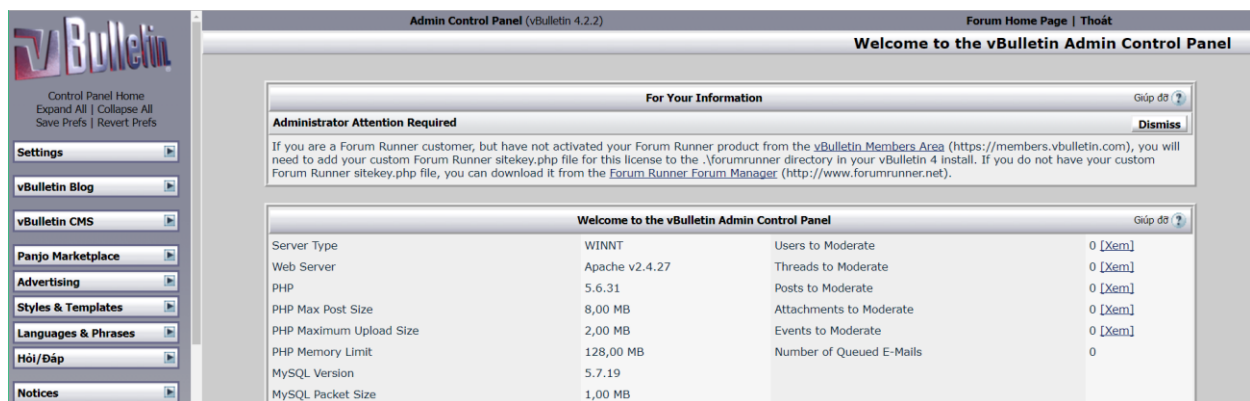 vBulletin
Control Panel Home
Expand All | Collapse All
Save Prefs | Revert Prefs
Settings
vBulletin Blog
vBulletin CMS
Panjo Marketplace
Advertising
Styles & Templates
Languages & Phrases
Hỏi/Đáp
Notices
Admin Control Panel (vBulletin 4.2.2) Forum Home Page | Thoát
Welcome to the vBulletin Admin Control Panel
For Your Information Giúp đỡ ?
Administrator Attention Required Dismiss
If you are a Forum Runner customer, but have not activated your Forum Runner product from the vBulletin Members Area (https://members.vbulletin.com), you will
need to add your custom Forum Runner sitekey.php file for this license to the .\forumrunner directory in your vBulletin 4 install. If you do not have your custom
Forum Runner sitekey.php file, you can download it from the Forum Runner Forum Manager (http://www.forumrunner.net).
Welcome to the vBulletin Admin Control Panel Giúp đỡ ?
Server Type WINNT Users to Moderate 0 [Xem]
Web Server Apache v2.4.27 Threads to Moderate 0 [Xem]
PHP 5.6.31 Posts to Moderate 0 [Xem]
PHP Max Post Size 8,00 MB Attachments to Moderate 0 [Xem]
PHP Maximum Upload Size 2,00 MB Events to Moderate 0 [Xem]
PHP Memory Limit 128,00 MB Number of Queued E-Mails 0
MySQL Version 5.7.19
MySQL Packet Size 1,00 MB